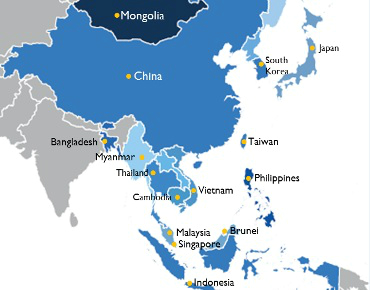 Mongolia
Japan
South
Korea
China
Bangladesh
Taiwan
Myanmar
Thailand
Philippines
Cambodia
Vietnam
Malaysia
Brunei
Singapore
Indonesia